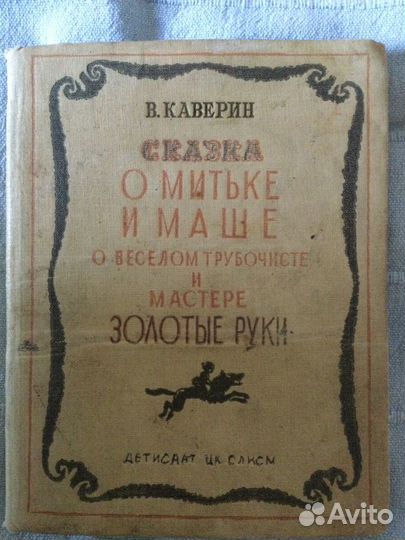 В. КАВЕРИН
СКАЗКА
О МИТЬКЕ
И МАШЕ
О ВЕСЕЛОМ ТРУБОЧИСТЕ
И
МАСТЕРЕ
ЗОЛОТЫЕ РУКИ
ДЕТИЗДАТ ЦК ВЛКСМ
Avito